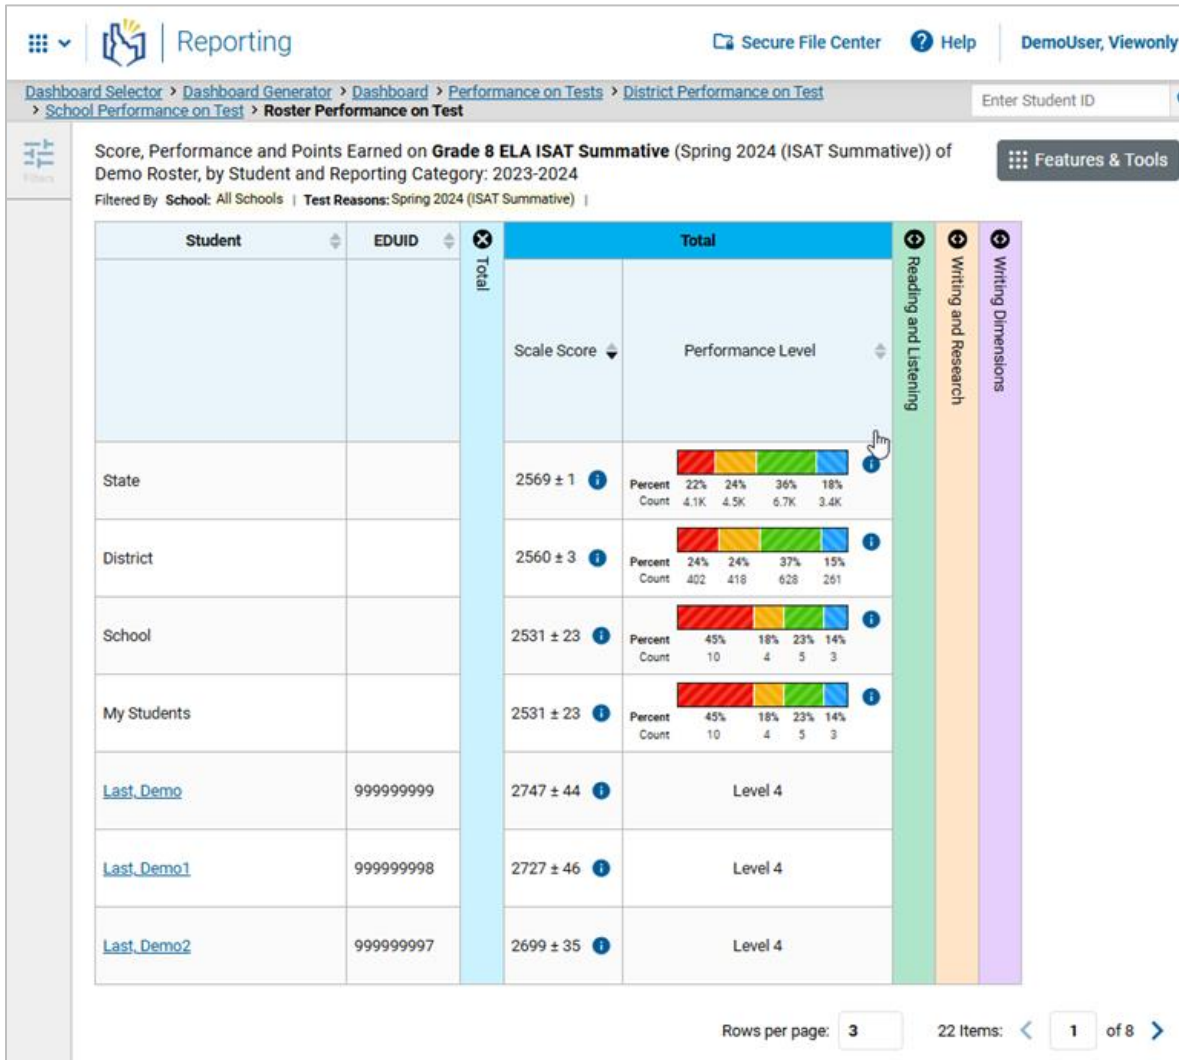 Reporting
Secure File Center
Help
DemoUser, Viewonly
Dashboard Selector > Dashboard Generator > Dashboard > Performance on Tests > District Performance on Test
> School Performance on Test > Roster Performance on Test
Enter Student ID
Filters
Score, Performance and Points Earned on Grade 8 ELA ISAT Summative (Spring 2024 (ISAT Summative)) of
Demo Roster, by Student and Reporting Category: 2023-2024
Features & Tools
Filtered By School: All Schools | Test Reasons: Spring 2024 (ISAT Summative) |
Student
EDUID
Total
Total
Reading and Listening
Writing and Research
Writing Dimensions
Scale Score
Performance Level
State
2569 ± 1
Percent 22% 24% 36% 18%
Count 4.1K 4.5K 6.7K 3.4K
District
2560 ± 3
Percent 24% 24% 37% 15%
Count 402 418 628 261
School
2531 ± 23
Percent 45% 18% 23% 14%
Count 10 4 5 3
My Students
2531 ± 23
Percent 45% 18% 23% 14%
Count 10 4 5 3
Last, Demo 999999999 2747 ± 44 Level 4
Last, Demo1 999999998 2727 ± 46 Level 4
Last, Demo2 999999997 2699 ± 35 Level 4
Rows per page: 3 22 Items: < 1 of 8 >